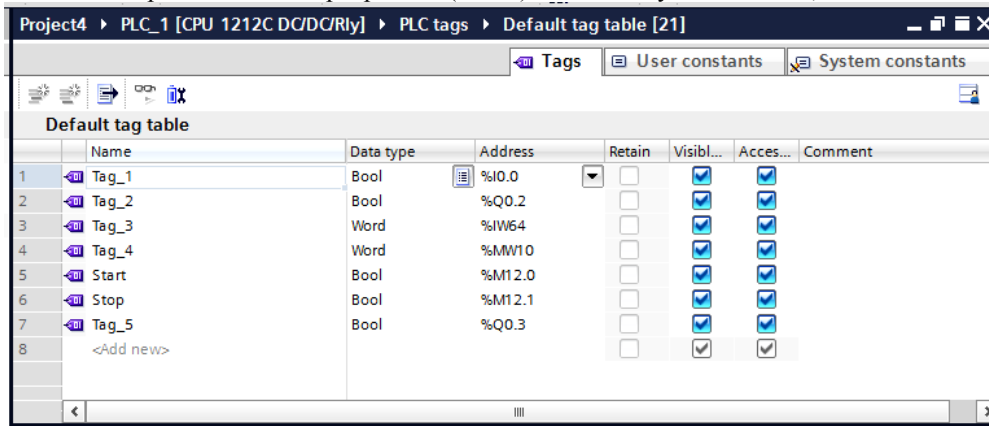 Project4 ▸ PLC_1 [CPU 1212C DC/DC/Rly] ▸ PLC tags ▸ Default tag table [21]
Tags User constants System constants
Default tag table
Name Data type Address Retain Visibl... Acces... Comment
1 Tag_1 Bool %I0.0
2 Tag_2 Bool %Q0.2
3 Tag_3 Word %IW64
4 Tag_4 Word %MW10
5 Start Bool %M12.0
6 Stop Bool %M12.1
7 Tag_5 Bool %Q0.3
8 <Add new>